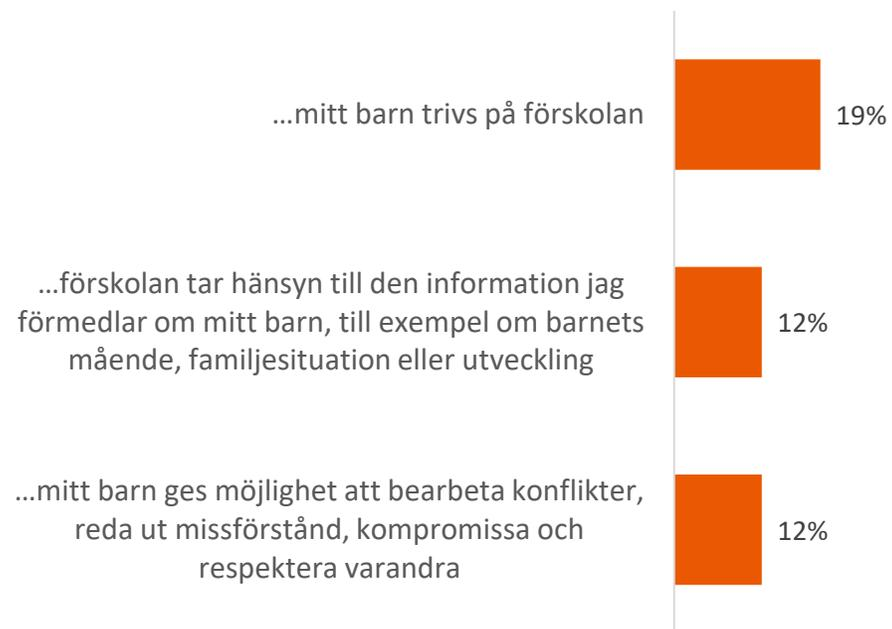 ...mitt barn trivs på förskolan
19%
...förskolan tar hänsyn till den information jag
förmedlar om mitt barn, till exempel om barnets
mående, familjesituation eller utveckling
12%
...mitt barn ges möjlighet att bearbeta konflikter,
reda ut missförstånd, kompromissa och
respektera varandra
12%